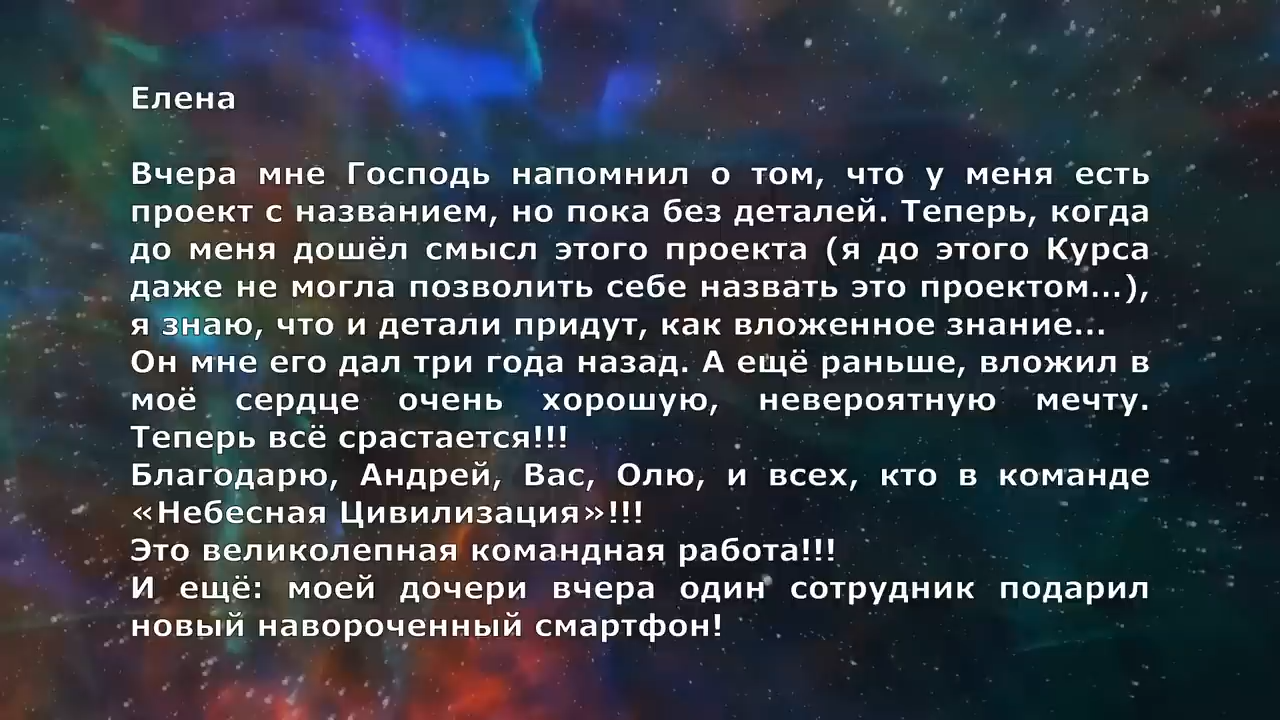 Елена
Вчера мне Господь напомнил о том, что у меня есть
проект с названием, но пока без деталей. Теперь, когда
до меня дошёл смысл этого проекта (я до этого Курса
даже не могла позволить себе назвать это проектом...),
я знаю, что и детали придут, как вложенное знание...
Он мне его дал три года назад. А ещё раньше, вложил в
моё сердце очень хорошую, невероятную мечту.
Теперь всё срастается!!!
Благодарю, Андрей, Вас, Олю, и всех, кто в команде
«Небесная Цивилизация»!!!
Это великолепная командная работа!!!
И ещё: моей дочери вчера один сотрудник подарил
новый навороченный смартфон!